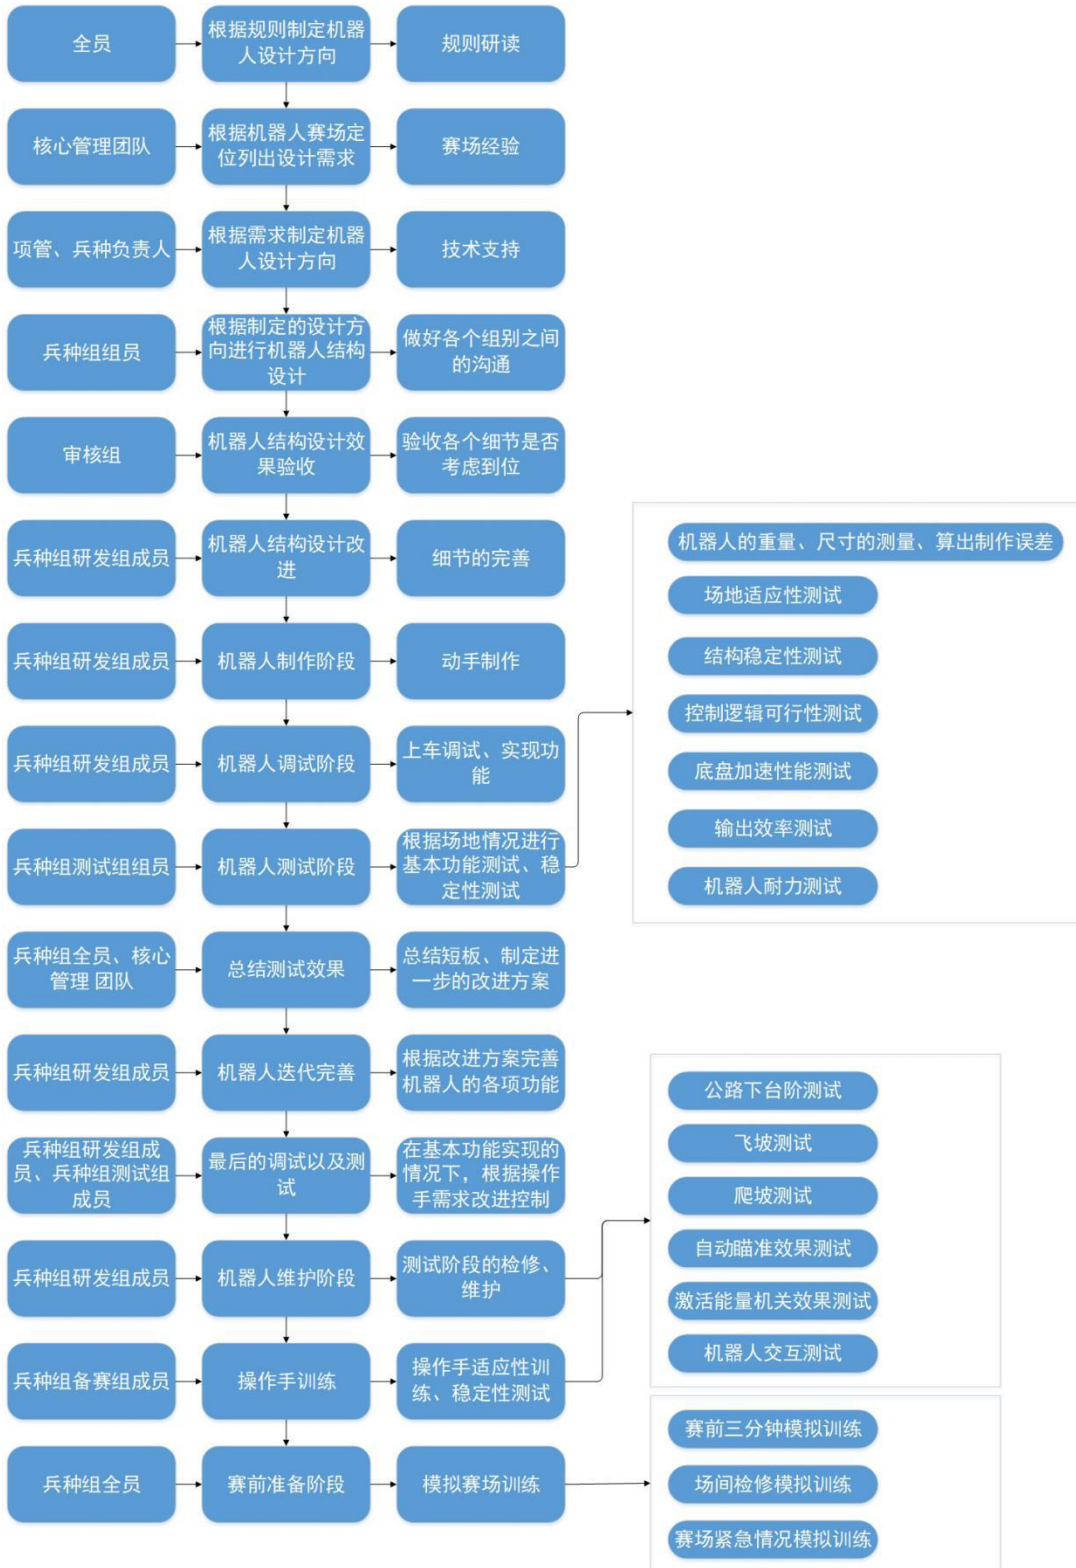 全员
根据规则制定机器
人设计方向
规则研读
核心管理团队
根据机器人赛场定
位列出设计需求
赛场经验
项管、兵种负责人
根据需求制定机器
人设计方向
技术支持
兵种组组员
根据制定的设计方
向进行机器人结构
设计
做好各个组别之间
的沟通
审核组
机器人结构设计效
果验收
验收各个细节是否
考虑到位
兵种组研发组成员
机器人结构设计改
进
细节的完善
兵种组研发组成员
机器人制作阶段
动手制作
兵种组研发组成员
机器人调试阶段
上车调试、实现功
能
兵种组测试组组员
机器人测试阶段
根据场地情况进行
基本功能测试、稳
定性测试
机器人的重量、尺寸的测量、算出制作误差
场地适应性测试
结构稳定性测试
控制逻辑可行性测试
底盘加速性能测试
输出效率测试
机器人耐力测试
兵种组全员、核心
管理 团队
总结测试效果
总结短板、制定进
一步的改进方案
兵种组研发组成员
机器人迭代完善
根据改进方案完善
机器人的各项功能
兵种组研发组成
员、兵种组测试组
成员
最后的调试以及测
试
在基本功能实现的
情况下，根据操作
手需求改进控制
兵种组研发组成员
机器人维护阶段
测试阶段的检修、
维护
兵种组备赛组成员
操作手训练
操作手适应性训
练、稳定性测试
公路下台阶测试
飞坡测试
爬坡测试
自动瞄准效果测试
激活能量机关效果测试
机器人交互测试
兵种组全员
赛前准备阶段
模拟赛场训练
赛前三分钟模拟训练
场间检修模拟训练
赛场紧急情况模拟训练